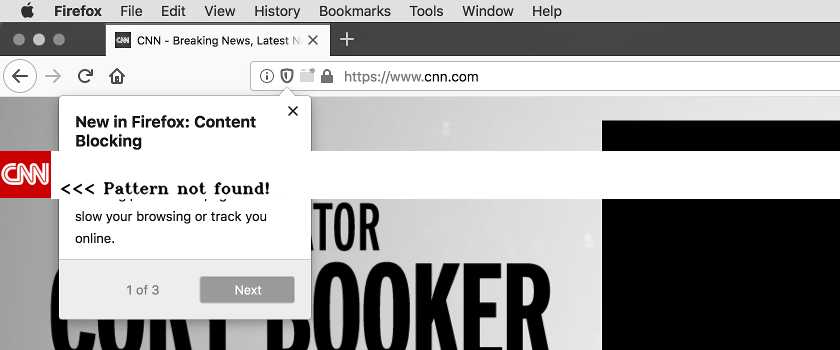 Firefox File Edit View History Bookmarks Tools Window Help
CNN CNN - Breaking News, Latest N
https://www.cnn.com
New in Firefox: Content
Blocking
CNN
<<< Pattern not found!
slow your browsing or track you
online.
ATOR
1 of 3 Next
BOOKER